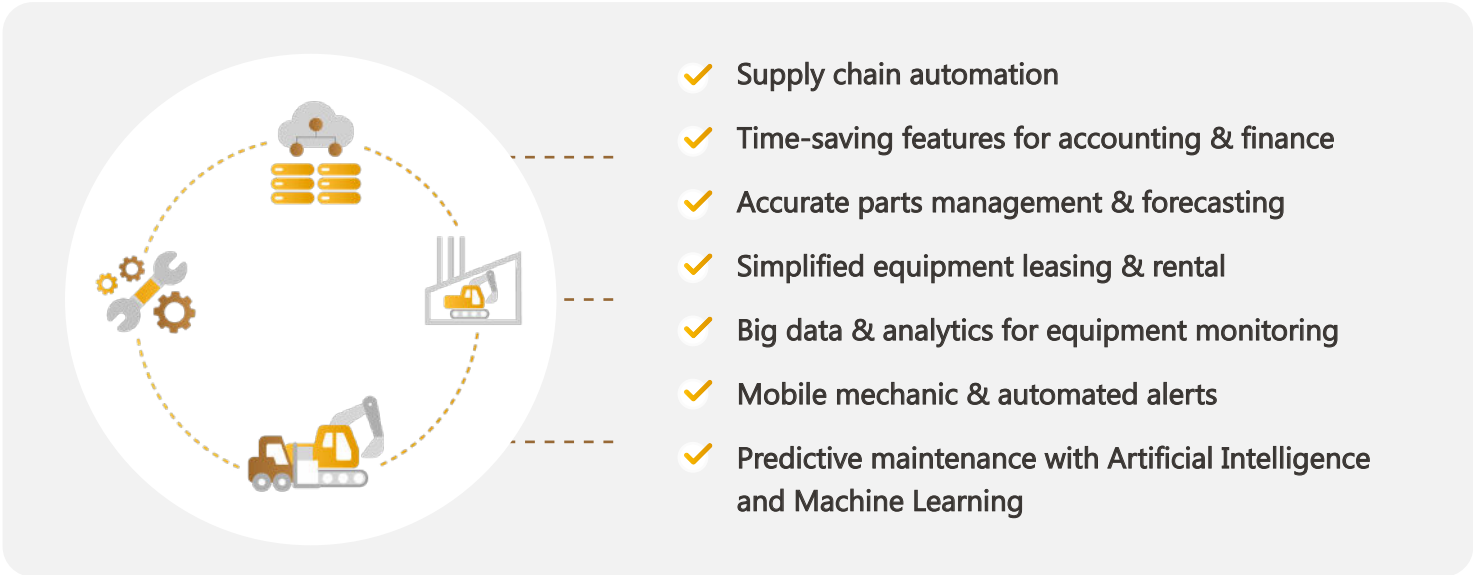 Supply chain automation
Time-saving features for accounting & finance
Accurate parts management & forecasting
Simplified equipment leasing & rental
Big data & analytics for equipment monitoring
Mobile mechanic & automated alerts
Predictive maintenance with Artificial Intelligence
and Machine Learning